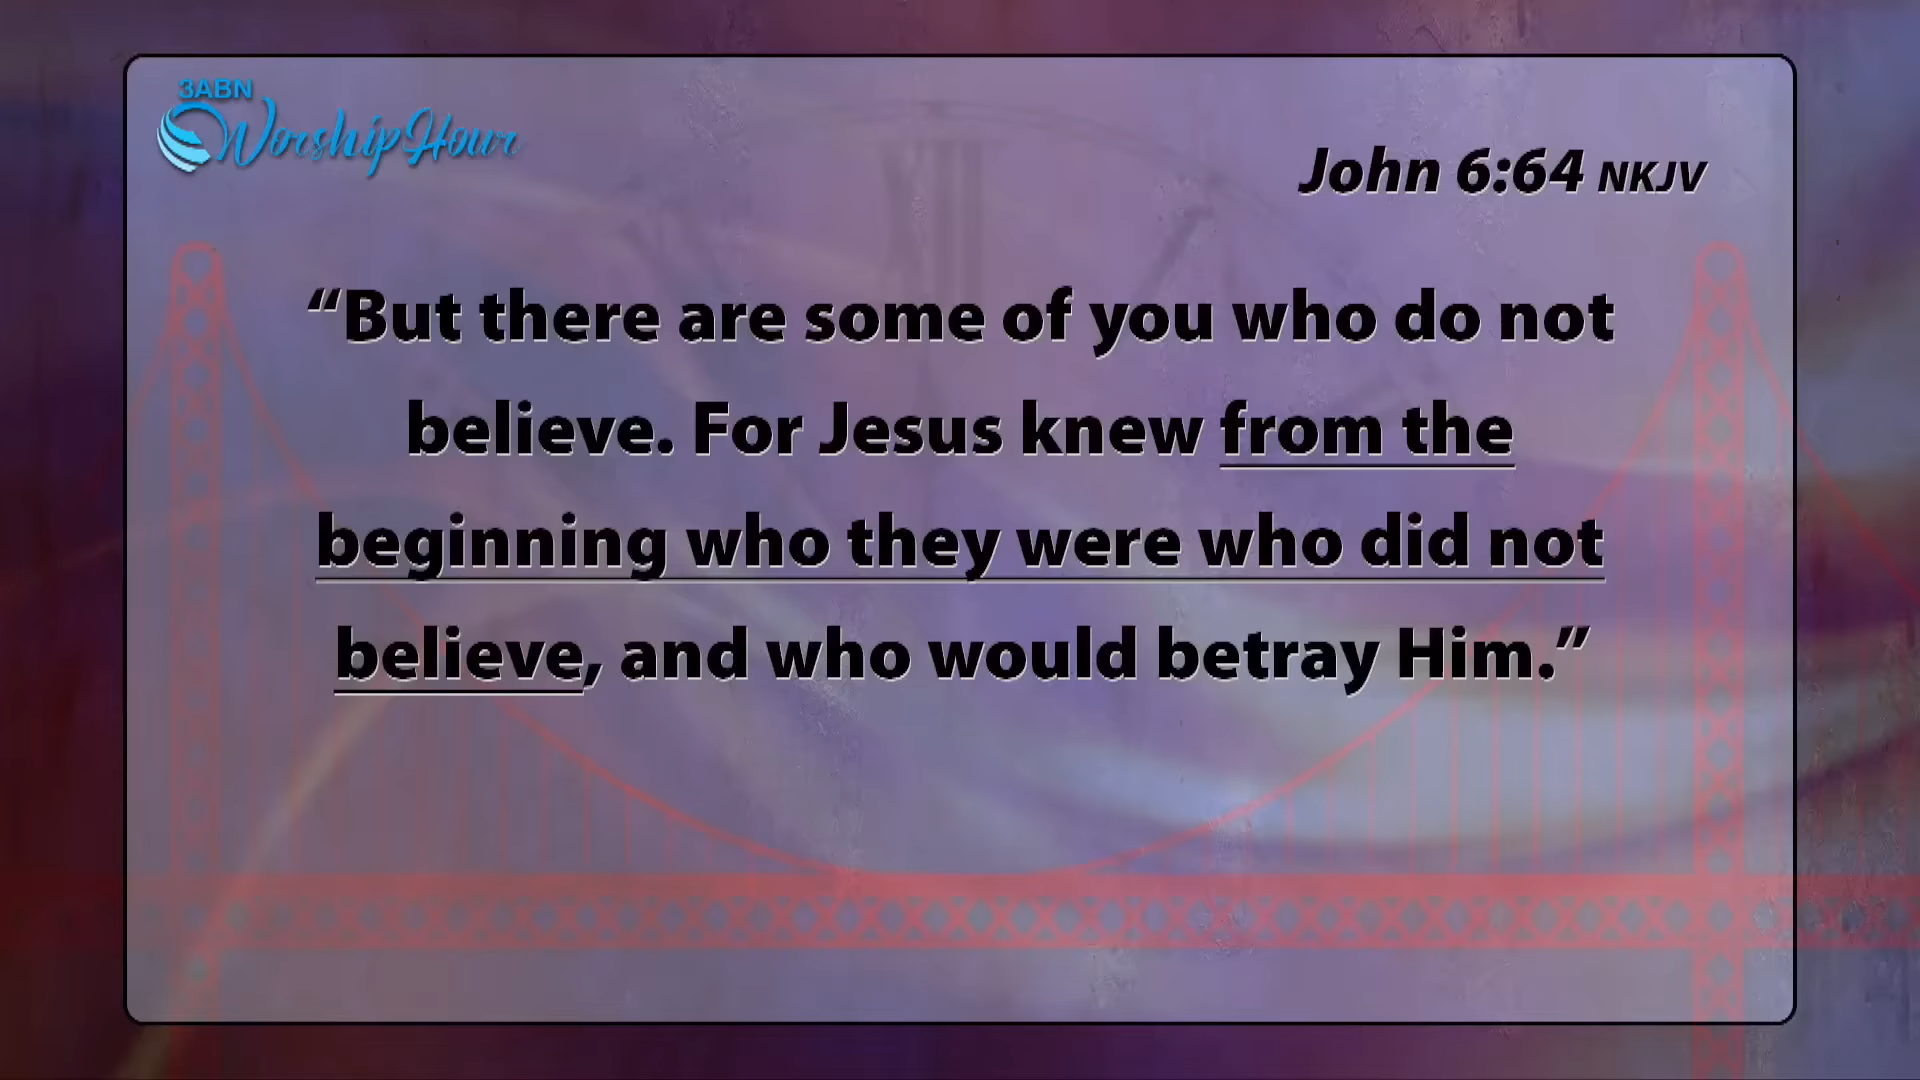 3ABN
Worship Hour
John 6:64 NKJV
“But there are some of you who do not
believe. For Jesus knew from the
beginning who they were who did not
believe, and who would betray Him.”